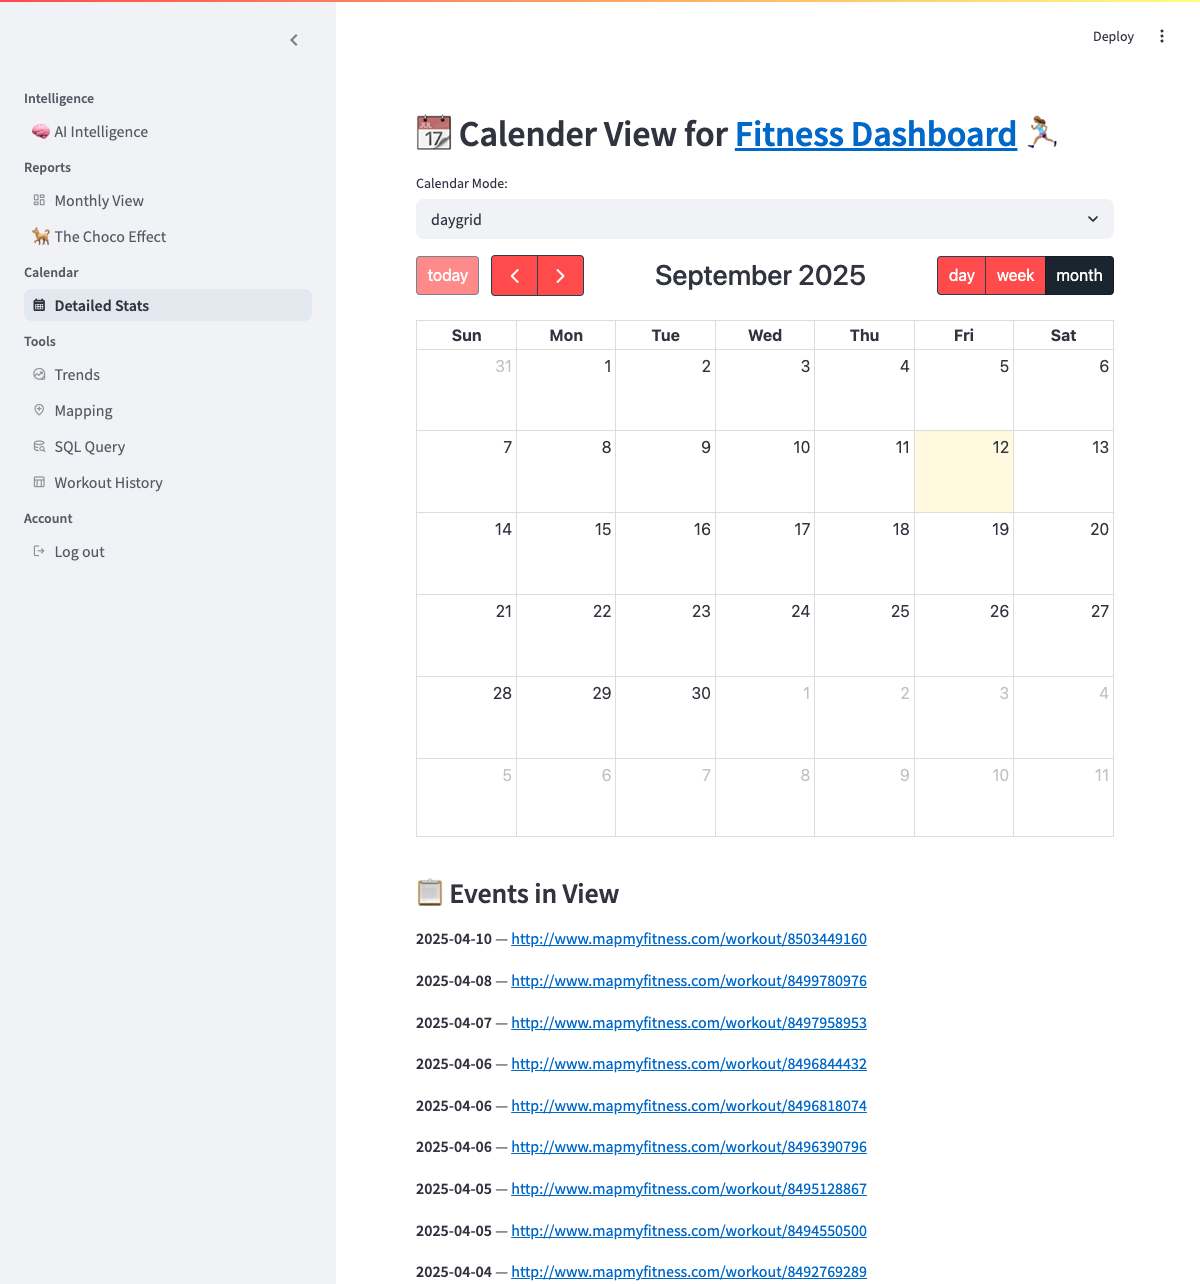 Deploy
Intelligence
AI Intelligence
Reports
Monthly View
The Choco Effect
Calendar
Detailed Stats
Tools
Trends
Mapping
SQL Query
Workout History
Account
Log out
JUL 17 Calender View for Fitness Dashboard
Calendar Mode:
daygrid
today
September 2025
day week month
Sun Mon Tue Wed Thu Fri Sat
31 1 2 3 4 5 6
7 8 9 10 11 12 13
14 15 16 17 18 19 20
21 22 23 24 25 26 27
28 29 30 1 2 3 4
5 6 7 8 9 10 11
Events in View
2025-04-10 — http://www.mapmyfitness.com/workout/8503449160
2025-04-08 — http://www.mapmyfitness.com/workout/8499780976
2025-04-07 — http://www.mapmyfitness.com/workout/8497958953
2025-04-06 — http://www.mapmyfitness.com/workout/8496844432
2025-04-06 — http://www.mapmyfitness.com/workout/8496818074
2025-04-06 — http://www.mapmyfitness.com/workout/8496390796
2025-04-05 — http://www.mapmyfitness.com/workout/8495128867
2025-04-05 — http://www.mapmyfitness.com/workout/8494550500
2025-04-04 — http://www.mapmyfitness.com/workout/8492769289